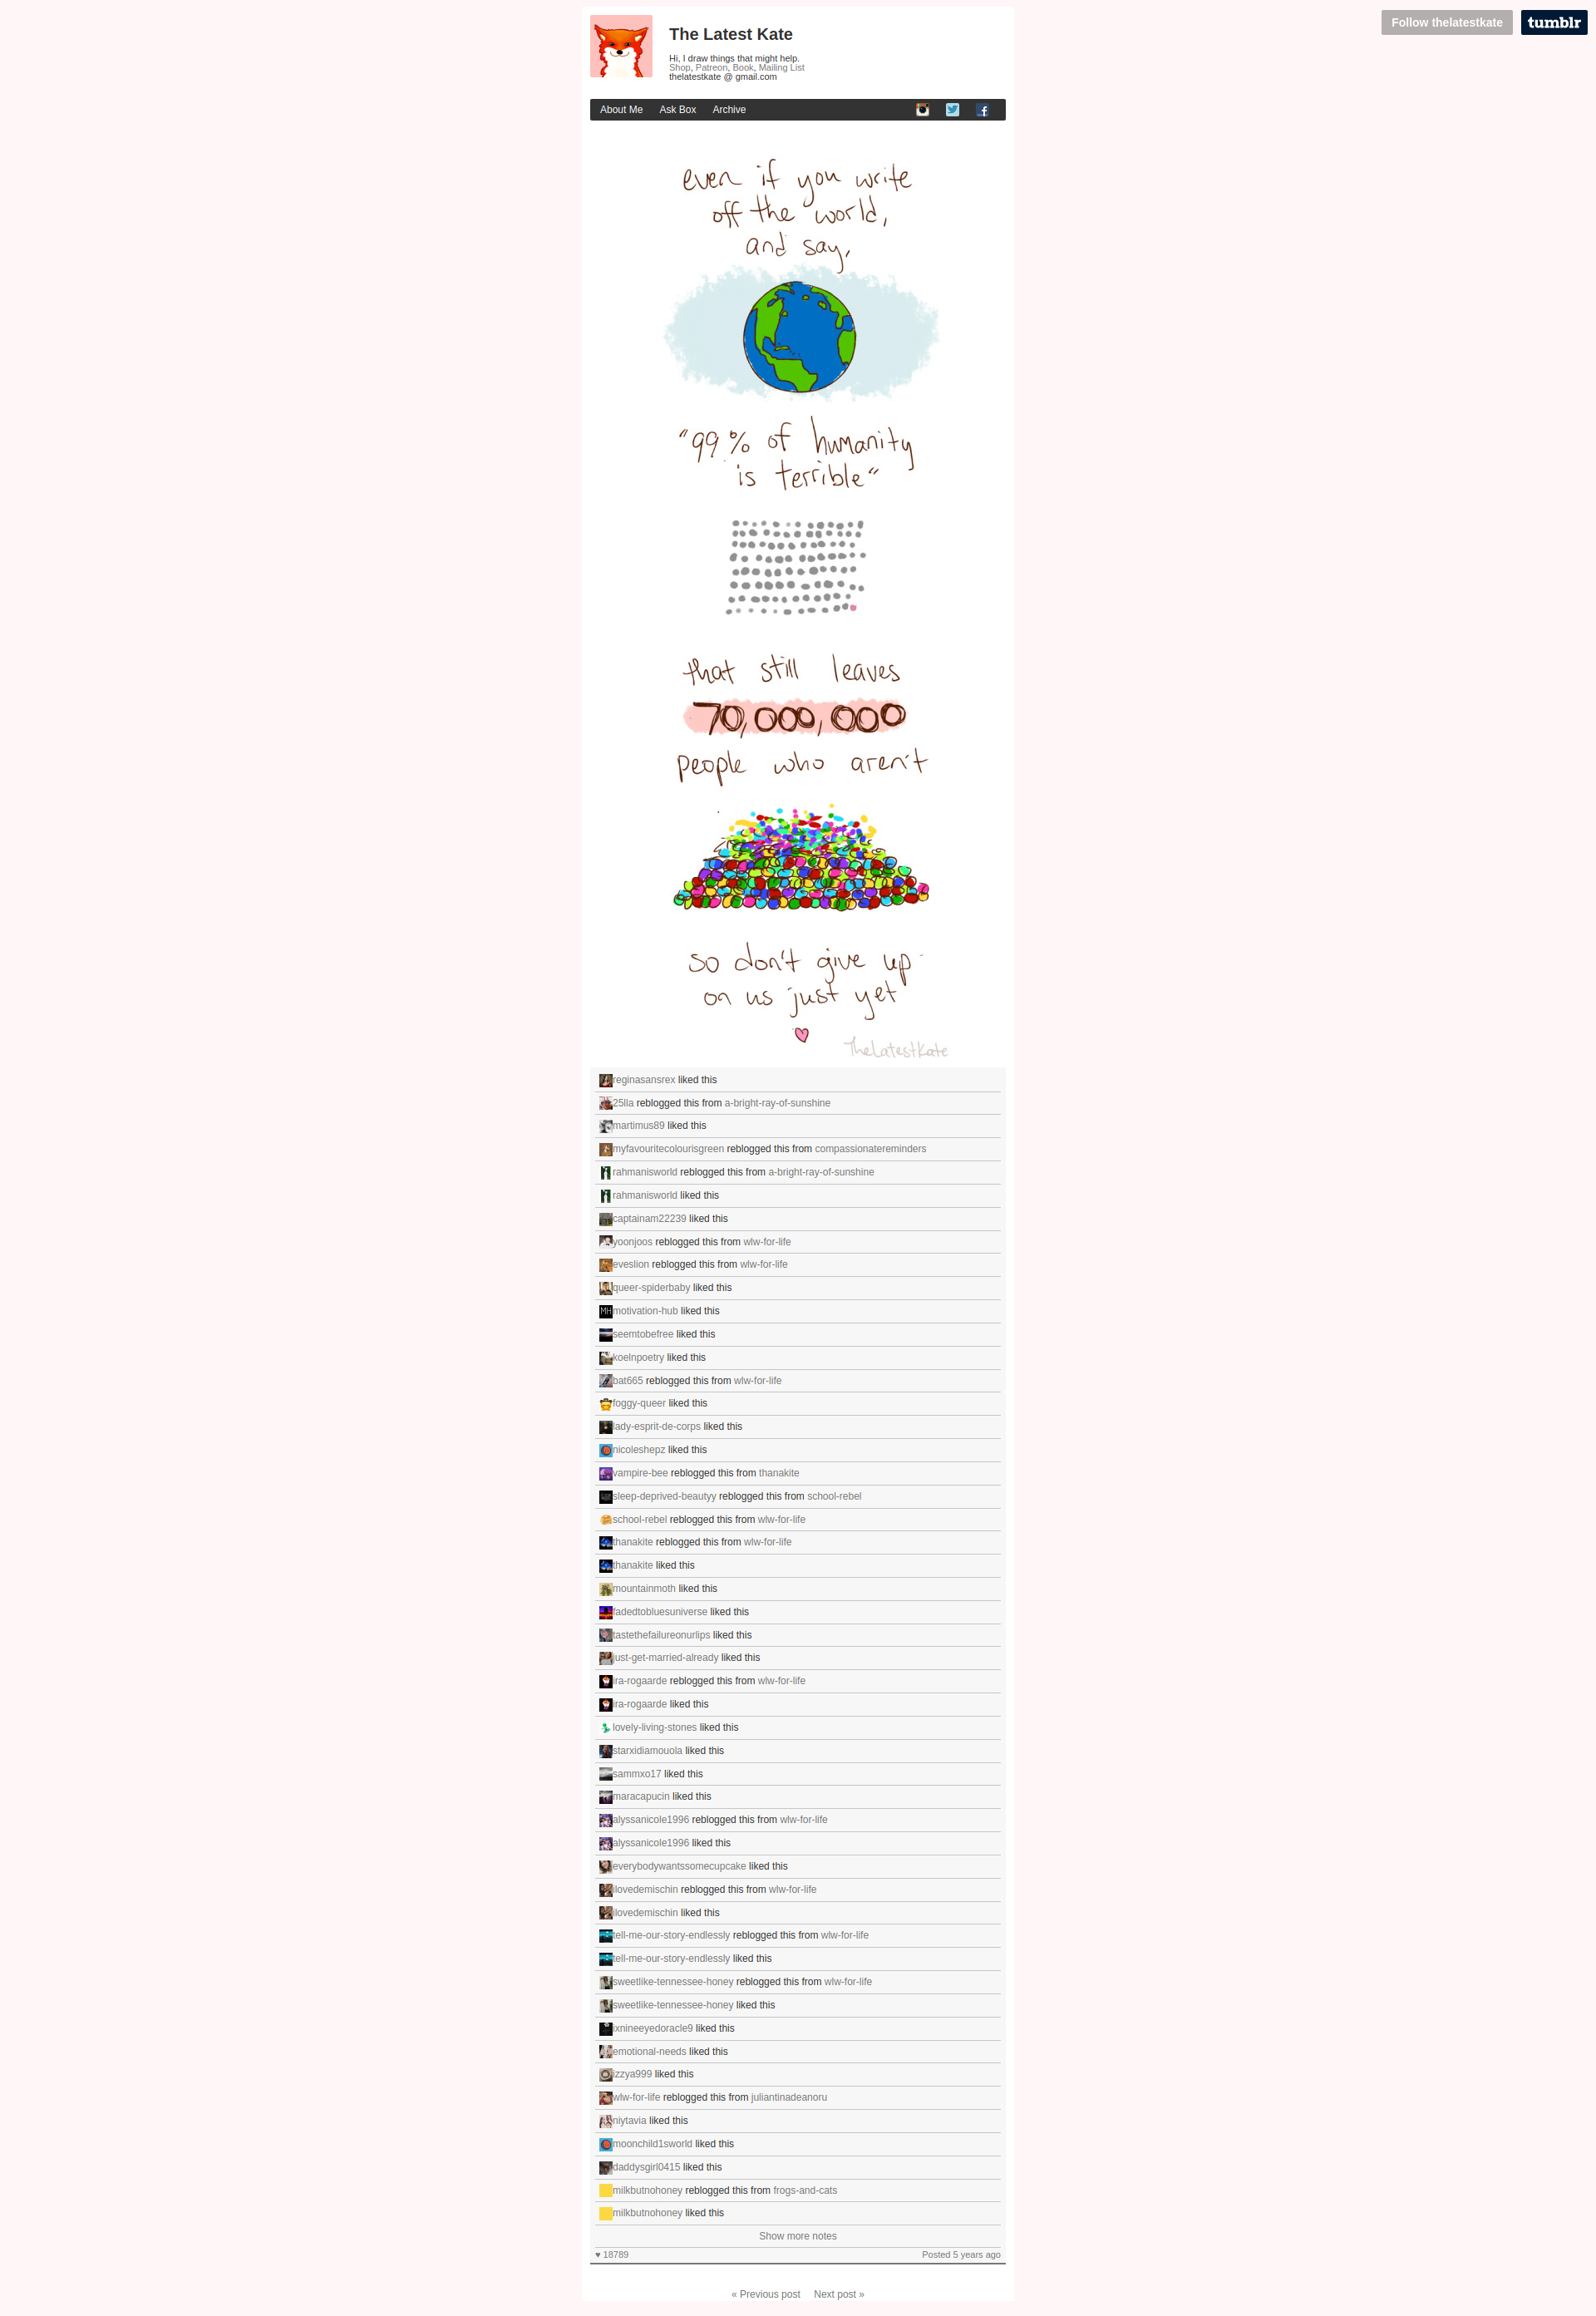 The Latest Kate
Follow thelatestkate
tumblr
Hi, I draw things that might help.
Shop, Patreon, Book, Mailing List
thelatestkate @ gmail.com
About Me Ask Box Archive
even if you write
off the world,
and say,
"99% of humanity
is terrible"
that still leaves
70,000,000
people who aren't
so don't give up
on us just yet
TheLatestKate
reginasansrex liked this
25lla reblogged this from a-bright-ray-of-sunshine
martimus89 liked this
myfavouritecolourisgreen reblogged this from compassionatereminders
rahmanisworld reblogged this from a-bright-ray-of-sunshine
rahmanisworld liked this
captainam22239 liked this
yoonjoos reblogged this from wlw-for-life
eveslion reblogged this from wlw-for-life
queer-spiderbaby liked this
MH motivation-hub liked this
seemtobefree liked this
koelnpoetry liked this
bat665 reblogged this from wlw-for-life
foggy-queer liked this
lady-esprit-de-corps liked this
nicoleshepz liked this
vampire-bee reblogged this from thanakite
sleep-deprived-beautyy reblogged this from school-rebel
school-rebel reblogged this from wlw-for-life
thanakite reblogged this from wlw-for-life
thanakite liked this
mountainmoth liked this
fadedtobluesuniverse liked this
tastethefailureonurlips liked this
just-get-married-already liked this
ira-rogaarde reblogged this from wlw-for-life
ira-rogaarde liked this
lovely-living-stones liked this
starxidiamouola liked this
sammxo17 liked this
maracapucin liked this
alyssanicole1996 reblogged this from wlw-for-life
alyssanicole1996 liked this
everybodywantssomecupcake liked this
ilovedemischin reblogged this from wlw-for-life
ilovedemischin liked this
tell-me-our-story-endlessly reblogged this from wlw-for-life
tell-me-our-story-endlessly liked this
sweetlike-tennessee-honey reblogged this from wlw-for-life
sweetlike-tennessee-honey liked this
ixnineeyedoracle9 liked this
emotional-needs liked this
izzya999 liked this
wlw-for-life reblogged this from juliantinadeanoru
niytavia liked this
moonchild1sworld liked this
daddysgirl0415 liked this
milkbutnohoney reblogged this from frogs-and-cats
milkbutnohoney liked this
Show more notes
♥ 18789 Posted 5 years ago
« Previous post Next post »